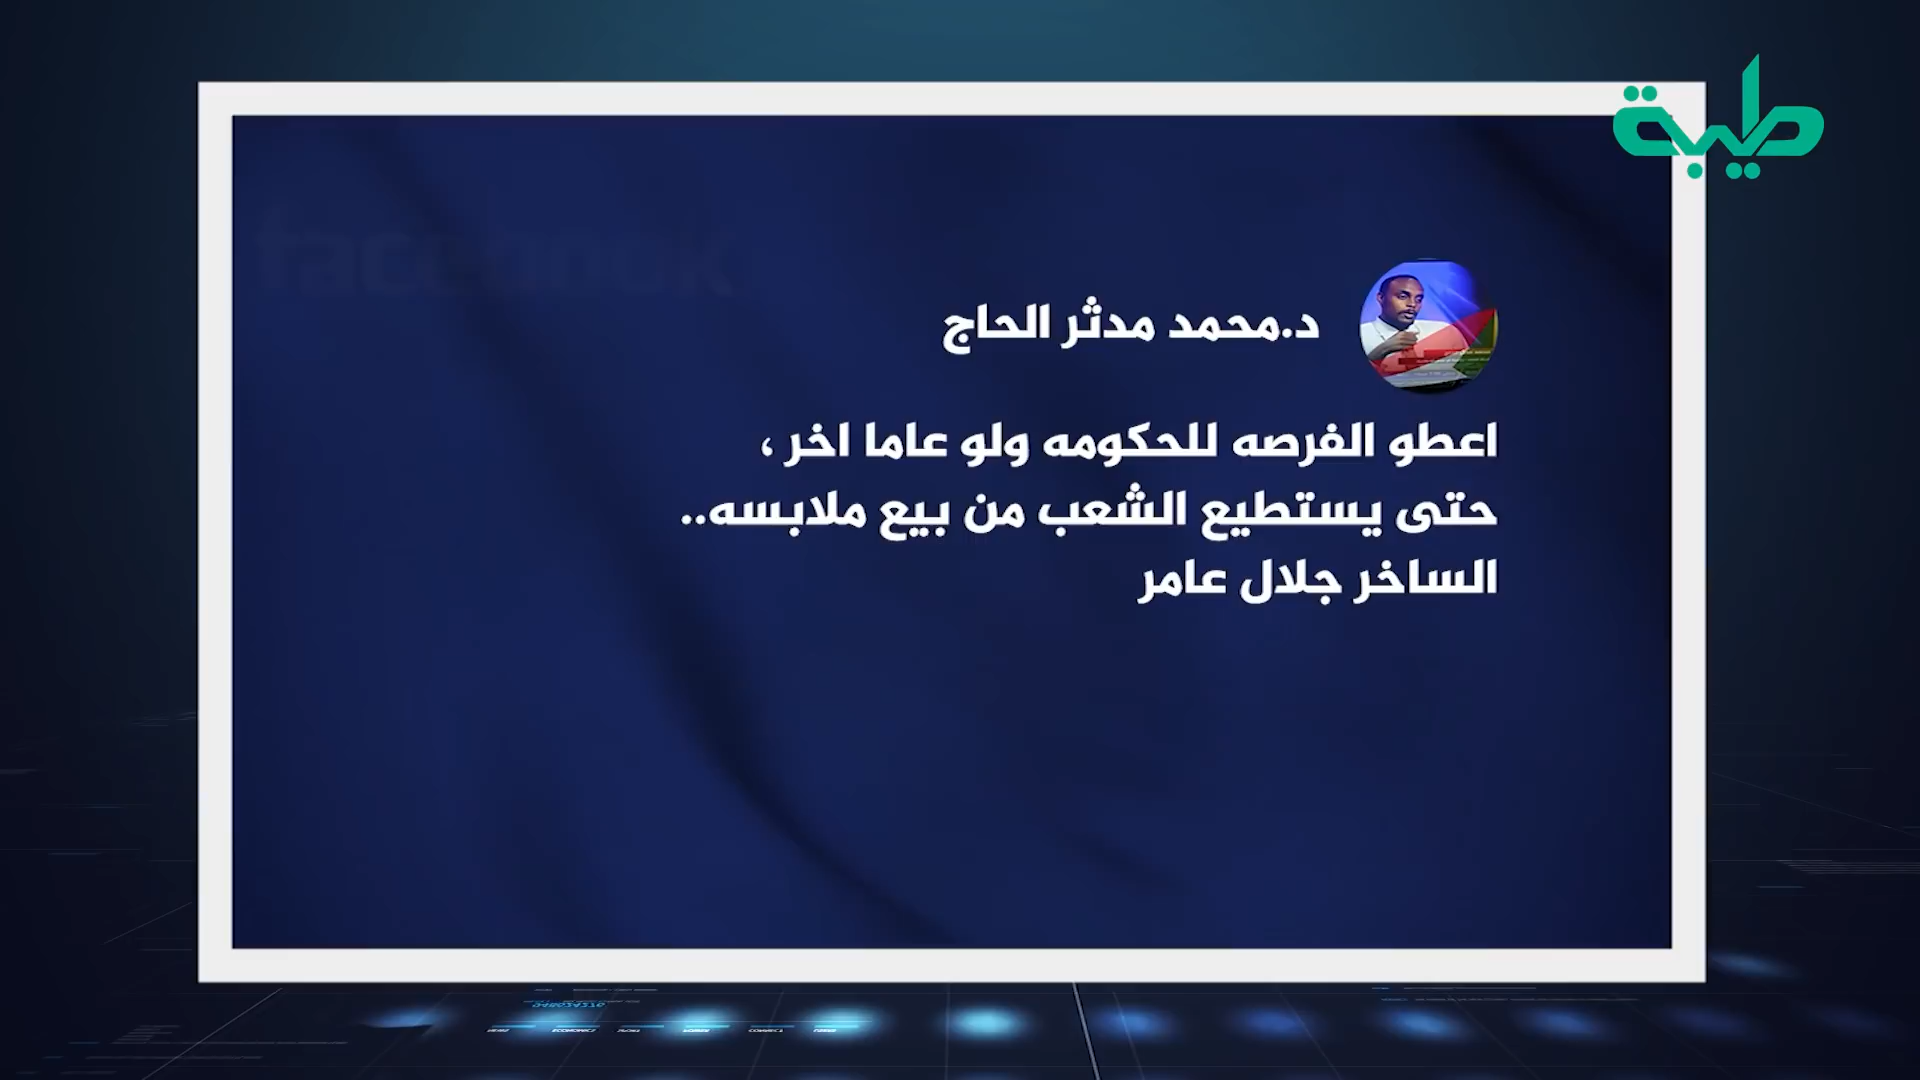 طيبة
facebook
د.محمد مدثر الحاج
اعطو الفرصه للحكومه ولو عاما اخر ،
حتى يستطيع الشعب من بيع ملابسه..
الساخر جلال عامر